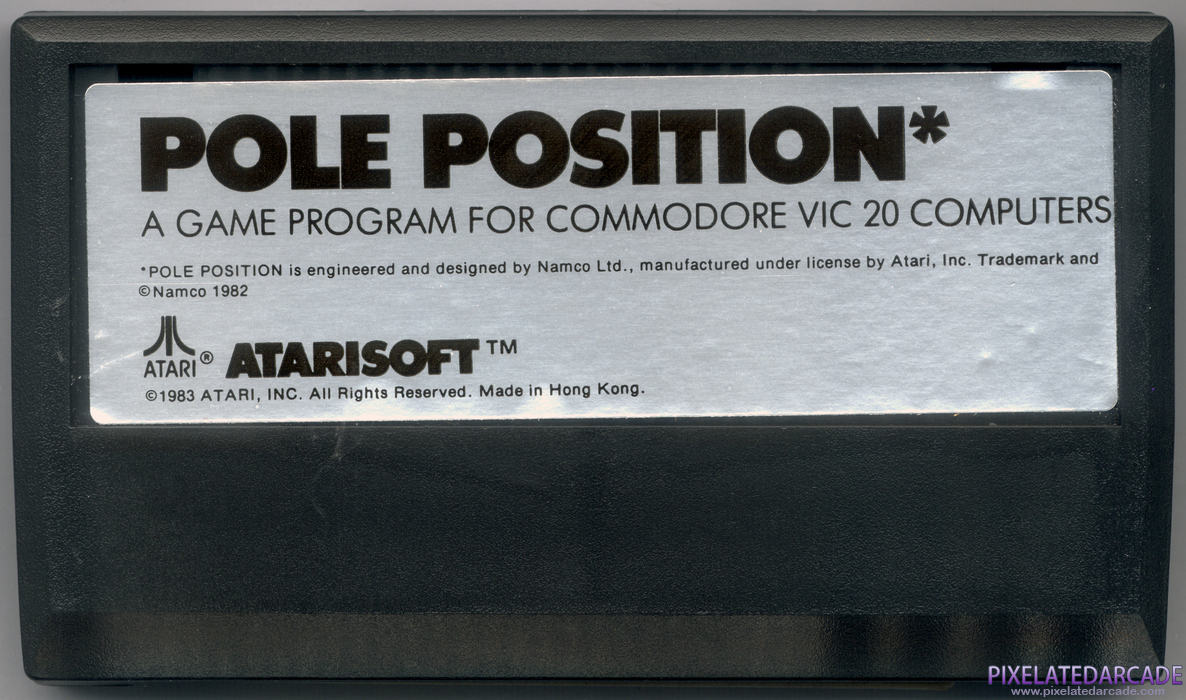 POLE POSITION*
A GAME PROGRAM FOR COMMODORE VIC 20 COMPUTERS
*POLE POSITION is engineered and designed by Namco Ltd., manufactured under license by Atari, Inc. Trademark and
©Namco 1982
ATARI® ATARISOFT™
©1983 ATARI, INC. All Rights Reserved. Made in Hong Kong.
PIXELATEDARCADE
www.pixelatedarcade.com